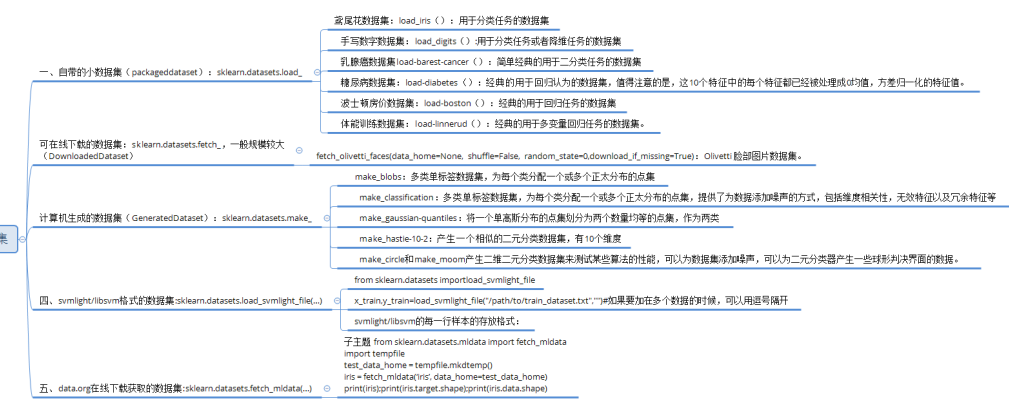 集
一、自带的小数据集（packageddataset）：sklearn.datasets.load_
鸢尾花数据集：load_iris（）：用于分类任务的数据集
手写数字数据集：load_digits（）:用于分类任务或者降维任务的数据集
乳腺癌数据集load-barest-cancer（）：简单经典的用于二分类任务的数据集
糖尿病数据集：load-diabetes（）：经典的用于回归认为的数据集，值得注意的是，这10个特征中的每个特征都已经被处理成0均值，方差归一化的特征值。
波士顿房价数据集：load-boston（）：经典的用于回归任务的数据集
体能训练数据集：load-linnerud（）：经典的用于多变量回归任务的数据集。
可在线下载的数据集：sklearn.datasets.fetch_，一般规模较大
（DownloadedDataset）
fetch_olivetti_faces(data_home=None, shuffle=False, random_state=0,download_if_missing=True)：Olivetti 脸部图片数据集。
计算机生成的数据集（GeneratedDataset）：sklearn.datasets.make_
make_blobs：多类单标签数据集，为每个类分配一个或多个正太分布的点集
make_classification：多类单标签数据集，为每个类分配一个或多个正太分布的点集，提供了为数据添加噪声的方式，包括维度相关性，无效特征以及冗余特征等
make_gaussian-quantiles：将一个单高斯分布的点集划分为两个数量均等的点集，作为两类
make_hastie-10-2：产生一个相似的二元分类数据集，有10个维度
make_circle和make_moom产生二维二元分类数据集来测试某些算法的性能，可以为数据集添加噪声，可以为二元分类器产生一些球形判决界面的数据。
四、svmlight/libsvm格式的数据集:sklearn.datasets.load_svmlight_file(...)
from sklearn.datasets importload_svmlight_file
x_train,y_train=load_svmlight_file("/path/to/train_dataset.txt","")#如果要加在多个数据的时候，可以用逗号隔开
svmlight/libsvm的每一行样本的存放格式：
五、data.org在线下载获取的数据集:sklearn.datasets.fetch_mldata(...)
子主题 from sklearn.datasets.mldata import fetch_mldata
import tempfile
test_data_home = tempfile.mkdtemp()
iris = fetch_mldata('iris', data_home=test_data_home)
print(iris);print(iris.target.shape);print(iris.data.shape)